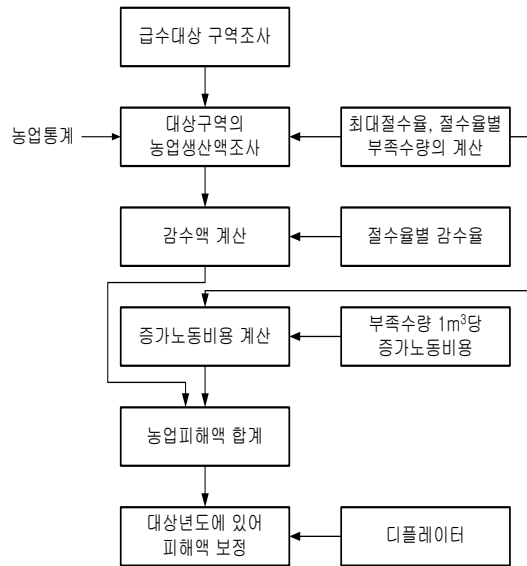 급수대상 구역조사
농업통계
대상구역의
농업생산액조사
최대절수율, 절수율별
부족수량의 계산
감수액 계산
절수율별 감수율
증가노동비용 계산
부족수량 1m³당
증가노동비용
농업피해액 합계
대상년도에 있어
피해액 보정
디플레이터